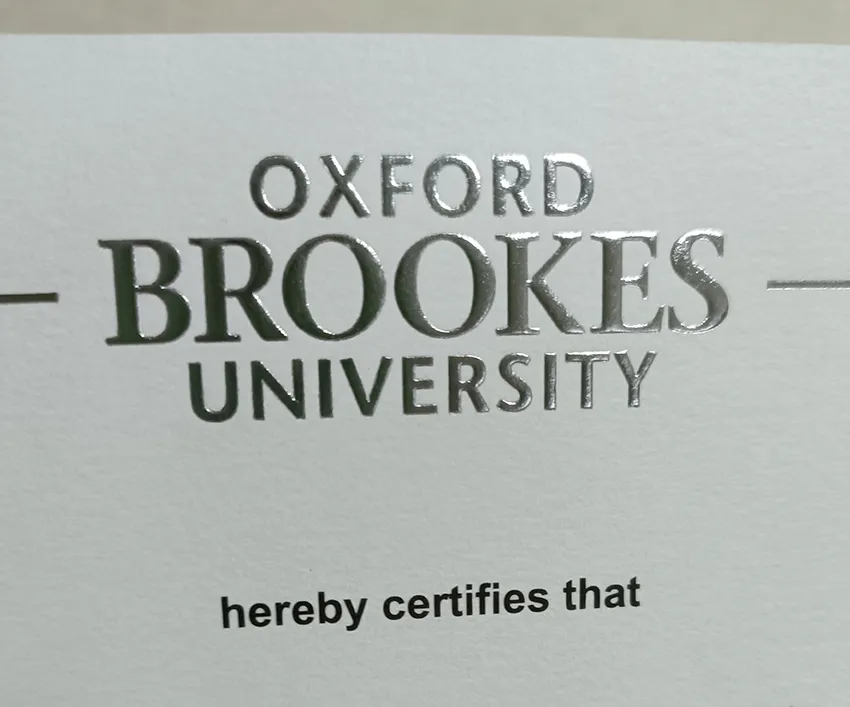 OXFORD
BROOKES
UNIVERSITY
hereby certifies that